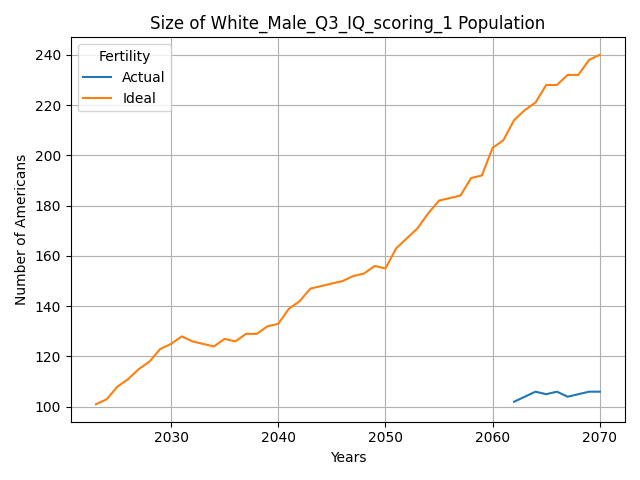 Size of White_Male_Q3_IQ_scoring_1 Population
Fertility
Actual
Ideal
Number of Americans
240
220
200
180
160
140
120
100
2030 2040 2050 2060 2070
Years